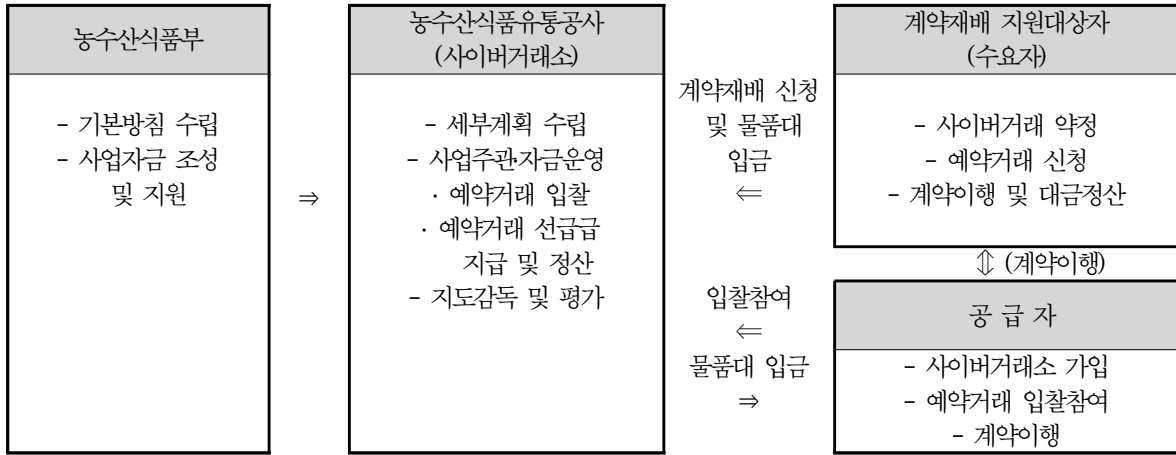 농수산식품부
- 기본방침 수립
- 사업자금 조성
및 지원
⇒
농수산식품유통공사
(사이버거래소)
- 세부계획 수립
- 사업주관·자금운영
· 예약거래 입찰
· 예약거래 선급급
지급 및 정산
- 지도감독 및 평가
계약재배 신청
및 물품대
입금
⇐
입찰참여
⇐
물품대 입금
⇒
계약재배 지원대상자
(수요자)
- 사이버거래 약정
- 예약거래 신청
- 계약이행 및 대금정산
⇕ (계약이행)
공 급 자
- 사이버거래소 가입
- 예약거래 입찰참여
- 계약이행